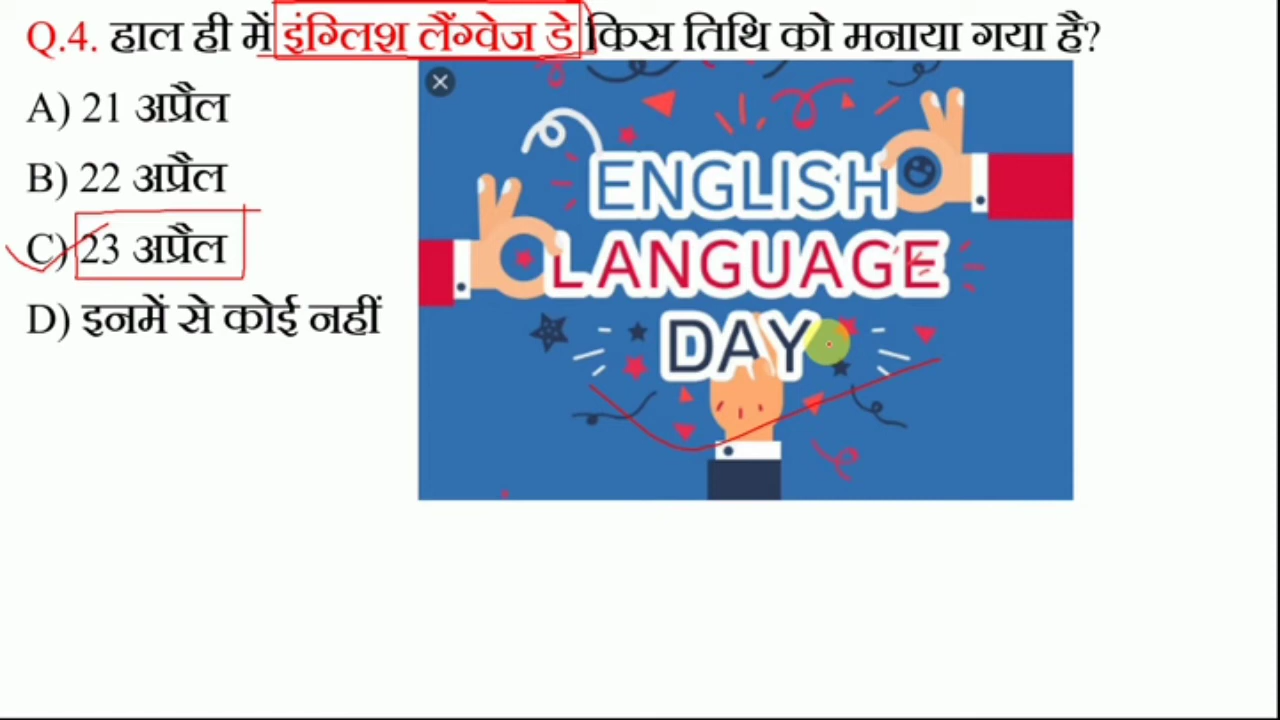 Q.4. हाल ही में इंग्लिश लैंग्वेज डे किस तिथि को मनाया गया है?
A) 21 अप्रैल
B) 22 अप्रैल
C) 23 अप्रैल
D) इनमें से कोई नहीं
ENGLISH
LANGUAGE
DAY